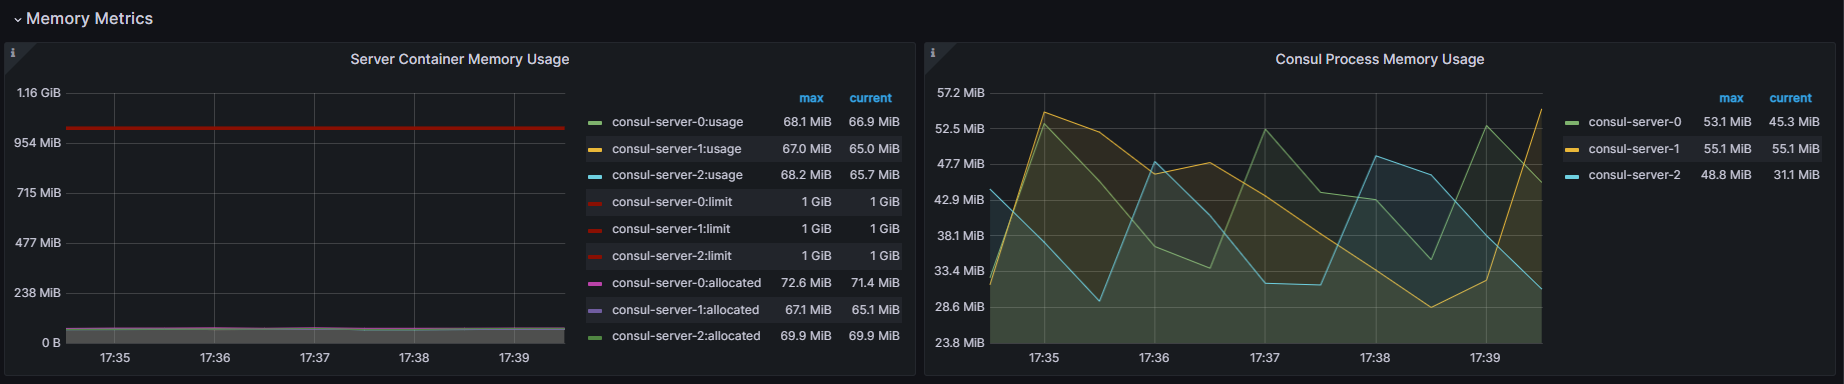 Memory Metrics
i
Server Container Memory Usage
1.16 GiB
954 MiB
715 MiB
477 MiB
238 MiB
0 B
17:35 17:36 17:37 17:38 17:39
max current
consul-server-0:usage 68.1 MiB 66.9 MiB
consul-server-1:usage 67.0 MiB 65.0 MiB
consul-server-2:usage 68.2 MiB 65.7 MiB
consul-server-0:limit 1 GiB 1 GiB
consul-server-1:limit 1 GiB 1 GiB
consul-server-2:limit 1 GiB 1 GiB
consul-server-0:allocated 72.6 MiB 71.4 MiB
consul-server-1:allocated 67.1 MiB 65.1 MiB
consul-server-2:allocated 69.9 MiB 69.9 MiB
i
Consul Process Memory Usage
57.2 MiB
52.5 MiB
47.7 MiB
42.9 MiB
38.1 MiB
33.4 MiB
28.6 MiB
23.8 MiB
17:35 17:36 17:37 17:38 17:39
max current
consul-server-0 53.1 MiB 45.3 MiB
consul-server-1 55.1 MiB 55.1 MiB
consul-server-2 48.8 MiB 31.1 MiB